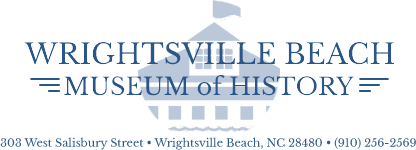 WRIGHTSVILLE BEACH
MUSEUM of HISTORY
303 West Salisbury Street • Wrightsville Beach, NC 28480 • (910) 256-2569